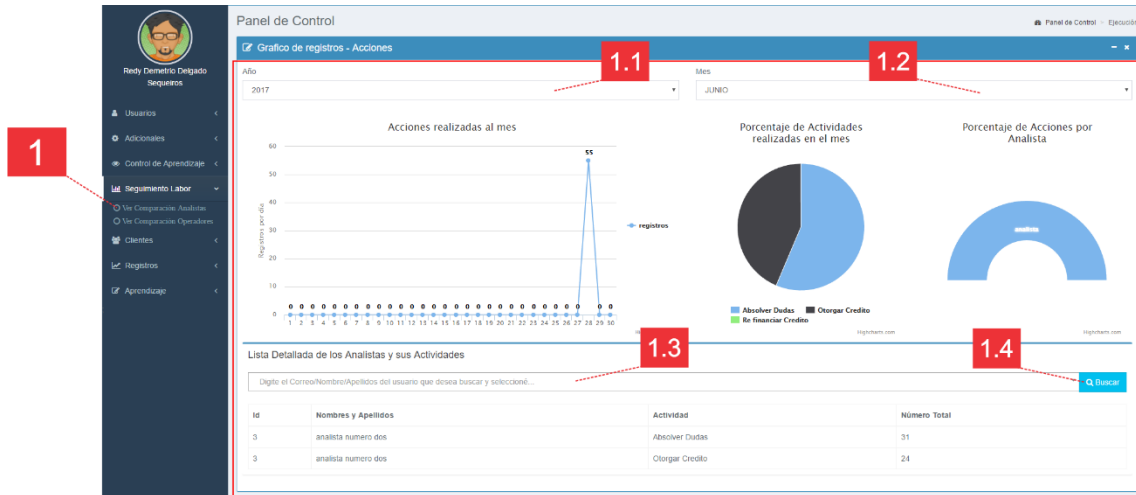 Redy Demetrio Delgado
Sequeiros
Usuarios
Adicionales
Control de Aprendizaje
Seguimiento Labor
Ver Comparación Analistas
Ver Comparación Operadores
Clientes
Registros
Aprendizaje
1
Panel de Control
Panel de Control > Ejecución
Grafico de registros - Acciones
1.1
1.2
Año
Mes
2017
JUNIO
Acciones realizadas al mes
Registros por día
60
50
40
30
20
10
0
55
0 0 0 0 0 0 0 0 0 0 0 0 0 0 0 0 0 0 0 0 0 0 0 0 0 0 0 0 0
1 2 3 4 5 6 7 8 9 10 11 12 13 14 15 16 17 18 19 20 21 22 23 24 25 26 27 28 29 30
registros
Porcentaje de Actividades
realizadas en el mes
Absolver Dudas Otorgar Credito
Re financiar Credito
Highcharts.com
Porcentaje de Acciones por
Analista
analista
Highcharts.com
1.3
1.4
Lista Detallada de los Analistas y sus Actividades
Digite el Correo/Nombre/Apellidos del usuario que desea buscar y seleccioné...
Buscar
Id Nombres y Apellidos Actividad Número Total
3 analista numero dos Absolver Dudas 31
3 analista numero dos Otorgar Credito 24